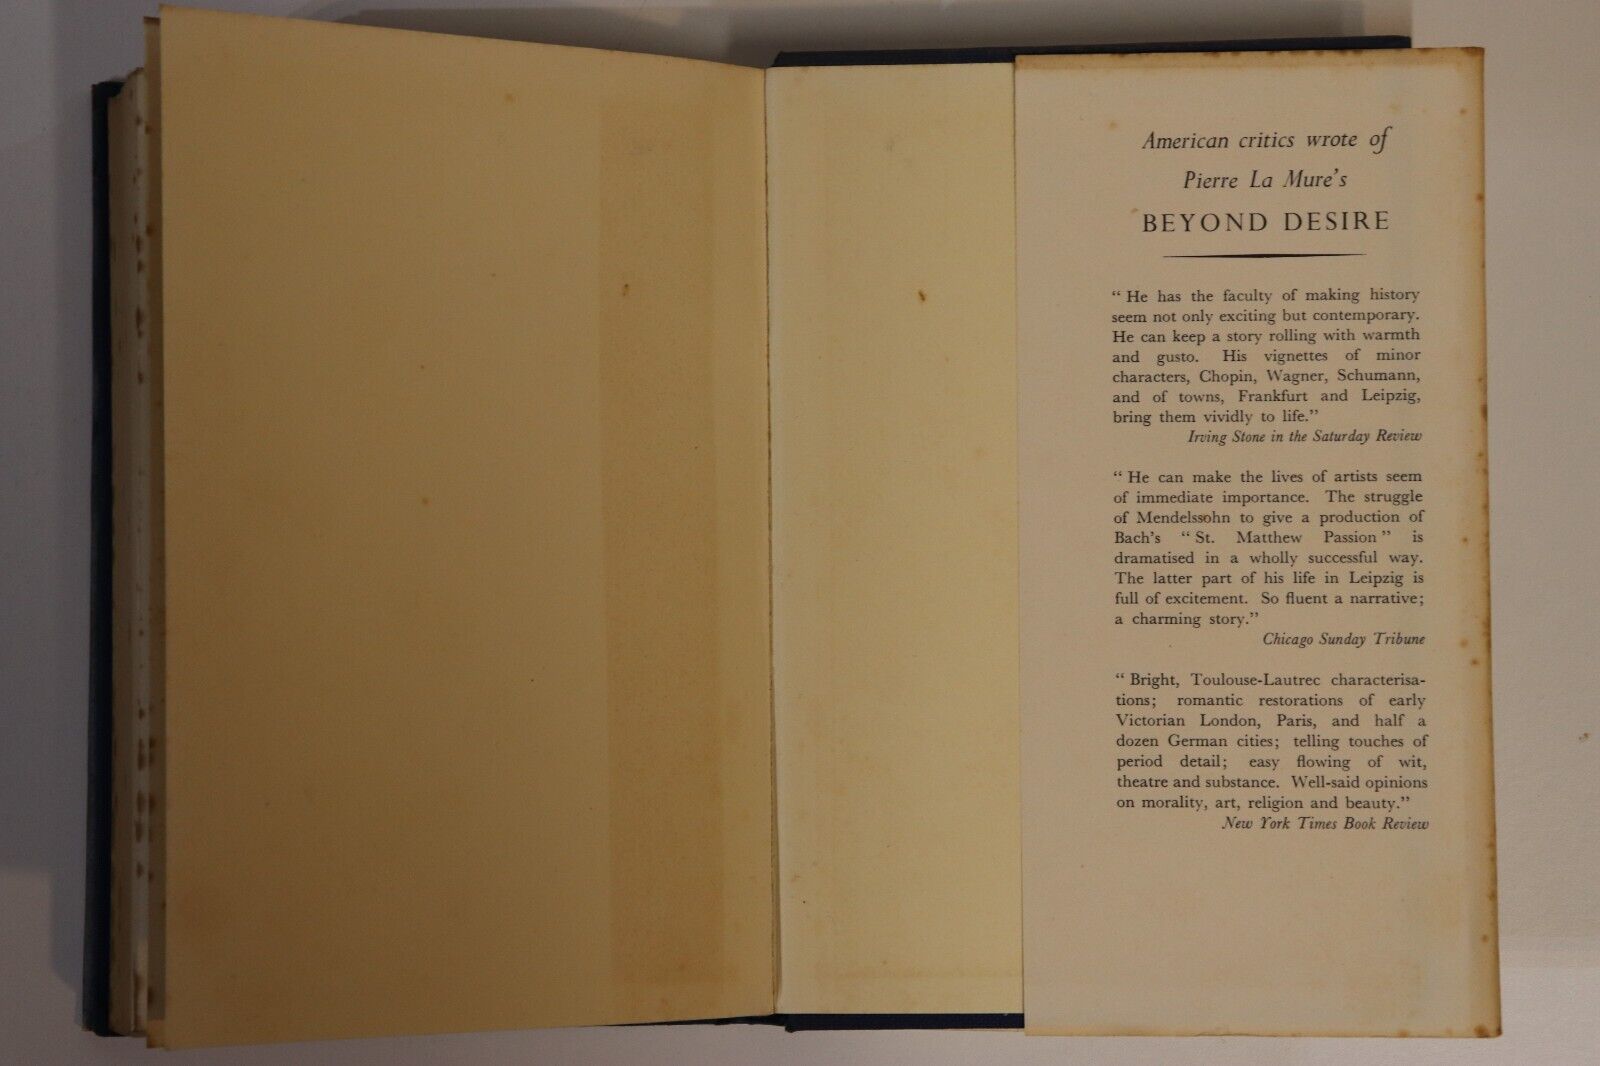 American critics wrote of
Pierre La Mure's
BEYOND DESIRE
“ He has the faculty of making history
seem not only exciting but contemporary.
He can keep a story rolling with warmth
and gusto. His vignettes of minor
characters, Chopin, Wagner, Schumann,
and of towns, Frankfurt and Leipzig,
bring them vividly to life.”
Irving Stone in the Saturday Review
“ He can make the lives of artists seem
of immediate importance. The struggle
of Mendelssohn to give a production of
Bach's “ St. Matthew Passion ” is
dramatised in a wholly successful way.
The latter part of his life in Leipzig is
full of excitement. So fluent a narrative;
a charming story.”
Chicago Sunday Tribune
“ Bright, Toulouse-Lautrec characterisa-
tions; romantic restorations of early
Victorian London, Paris, and half a
dozen German cities; telling touches of
period detail; easy flowing of wit,
theatre and substance. Well-said opinions
on morality, art, religion and beauty.”
New York Times Book Review